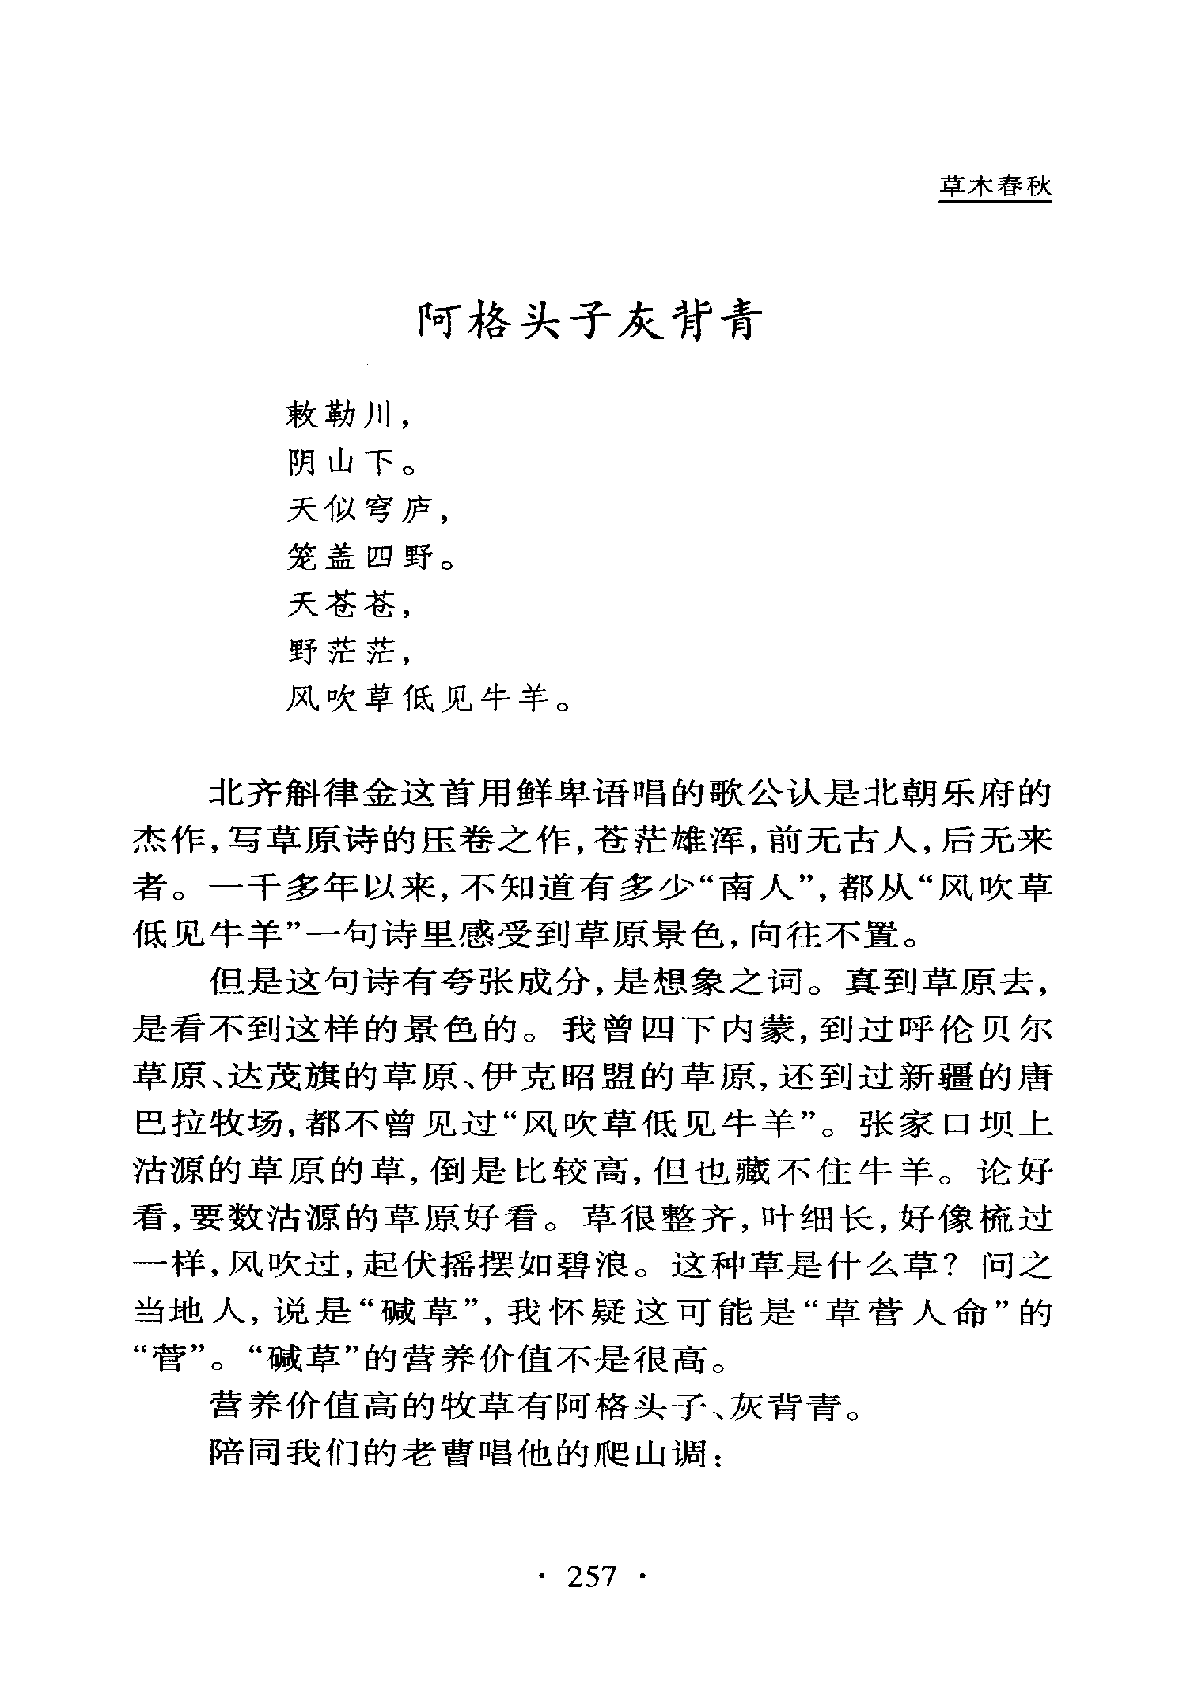 草木春秋
阿格头子灰背青
敕勒川，
阴山下。
天似穹庐，
笼盖四野。
天苍苍，
野茫茫，
风吹草低见牛羊。
北齐斛律金这首用鲜卑语唱的歌公认是北朝乐府的
杰作，写草原诗的压卷之作，苍茫雄浑，前无古人，后无来
者。一千多年以来，不知道有多少“南人”，都从“风吹草
低见牛羊”一句诗里感受到草原景色，向往不置。
但是这句诗有夸张成分，是想象之词。真到草原去，
是看不到这样的景色的。我曾四下内蒙，到过呼伦贝尔
草原、达茂旗的草原、伊克昭盟的草原，还到过新疆的唐
巴拉牧场，都不曾见过“风吹草低见牛羊”。张家口坝上
沽源的草原的草，倒是比较高，但也藏不住牛羊。论好
看，要数沽源的草原好看。草很整齐，叶细长，好像梳过
一样，风吹过，起伏摇摆如碧浪。这种草是什么草？问之
当地人，说是“碱草”，我怀疑这可能是“草菅人命”的
“菅”。“碱草”的营养价值不是很高。
营养价值高的牧草有阿格头子、灰背青。
陪同我们的老曹唱他的爬山调：
· 257 ·